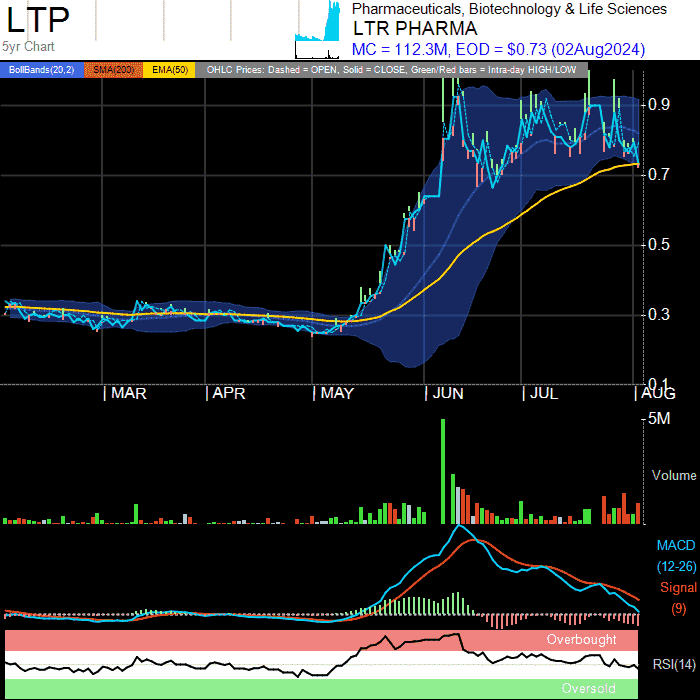 LTP
5yr Chart
Pharmaceuticals, Biotechnology & Life Sciences
LTR PHARMA
MC = 112.3M, EOD = $0.73 (02Aug2024)
BollBands(20,2) SMA(200) EMA(50) OHLC Prices: Dashed = OPEN, Solid = CLOSE, Green/Red bars = Intra-day HIGH/LOW
0.9
0.7
0.5
0.3
0.1
MAR APR MAY JUN JUL AUG
5M
Volume
MACD
(12-26)
Signal
(9)
Overbought
RSI(14)
Oversold